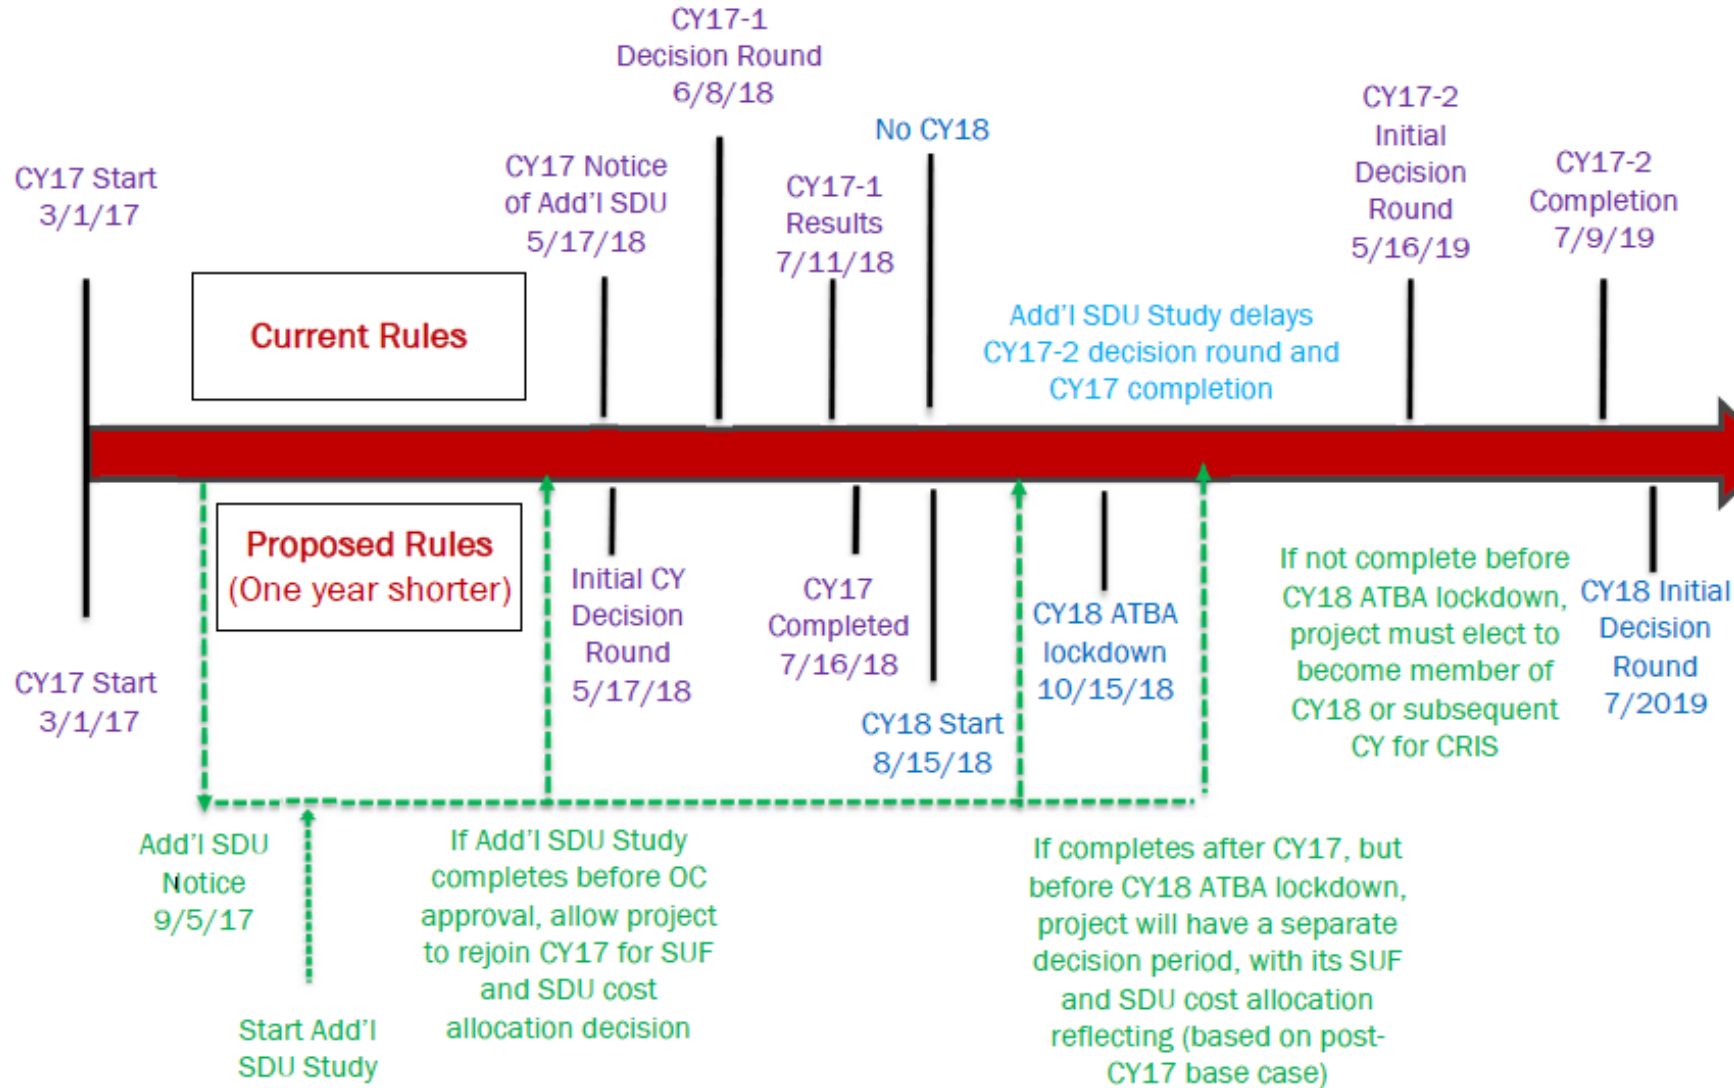 CY17 Start
3/1/17
CY17 Notice
of Add'l SDU
5/17/18
CY17-1
Decision Round
6/8/18
CY17-1
Results
7/11/18
No CY18
CY17-2
Initial
Decision
Round
5/16/19
CY17-2
Completion
7/9/19
Current Rules
Add'l SDU Study delays
CY17-2 decision round and
CY17 completion
Proposed Rules
(One year shorter)
CY17 Start
3/1/17
Initial CY
Decision
Round
5/17/18
CY17
Completed
7/16/18
CY18 Start
8/15/18
CY18 ATBA
lockdown
10/15/18
If not complete before
CY18 ATBA lockdown,
project must elect to
become member of
CY18 or subsequent
CY for CRIS
CY18 Initial
Decision
Round
7/2019
Add'l SDU
Notice
9/5/17
Start Add'l
SDU Study
If Add'l SDU Study
completes before OC
approval, allow project
to rejoin CY17 for SUF
and SDU cost
allocation decision
If completes after CY17, but
before CY18 ATBA lockdown,
project will have a separate
decision period, with its SUF
and SDU cost allocation
reflecting (based on post-
CY17 base case)